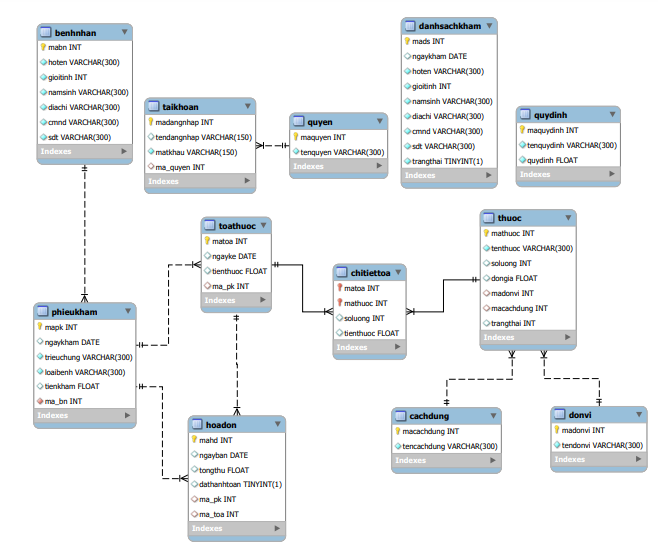 benhnhan
mabn INT
hoten VARCHAR(300)
gioitinh INT
namsinh VARCHAR(300)
diachi VARCHAR(300)
cmnd VARCHAR(300)
sdt VARCHAR(300)
Indexes
taikhoan
madangnhap INT
tendangnhap VARCHAR(150)
matkhau VARCHAR(150)
ma_quyen INT
Indexes
quyen
maquyen INT
tenquyen VARCHAR(300)
Indexes
danhsachkham
mads INT
ngaykham DATE
hoten VARCHAR(300)
gioitinh INT
namsinh VARCHAR(300)
diachi VARCHAR(300)
cmnd VARCHAR(300)
sdt VARCHAR(300)
trangthai TINYINT(1)
Indexes
quydinh
maquydinh INT
tenquydinh VARCHAR(300)
quydinh FLOAT
Indexes
toathuoc
matoa INT
ngayke DATE
tienthuoc FLOAT
ma_pk INT
Indexes
chitiettoa
matoa INT
mathuoc INT
soluong INT
tienthuoc FLOAT
Indexes
thuoc
mathuoc INT
tenthuoc VARCHAR(300)
soluong INT
dongia FLOAT
madonvi INT
macachdung INT
trangthai INT
Indexes
phieukham
mapk INT
ngaykham DATE
trieuchung VARCHAR(300)
loaibenh VARCHAR(300)
tienkham FLOAT
ma_bn INT
Indexes
hoadon
mahd INT
ngayban DATE
tongthu FLOAT
dathanhtoan TINYINT(1)
ma_pk INT
ma_toa INT
Indexes
cachdung
macachdung INT
tencachdung VARCHAR(300)
Indexes
donvi
madonvi INT
tendonvi VARCHAR(300)
Indexes